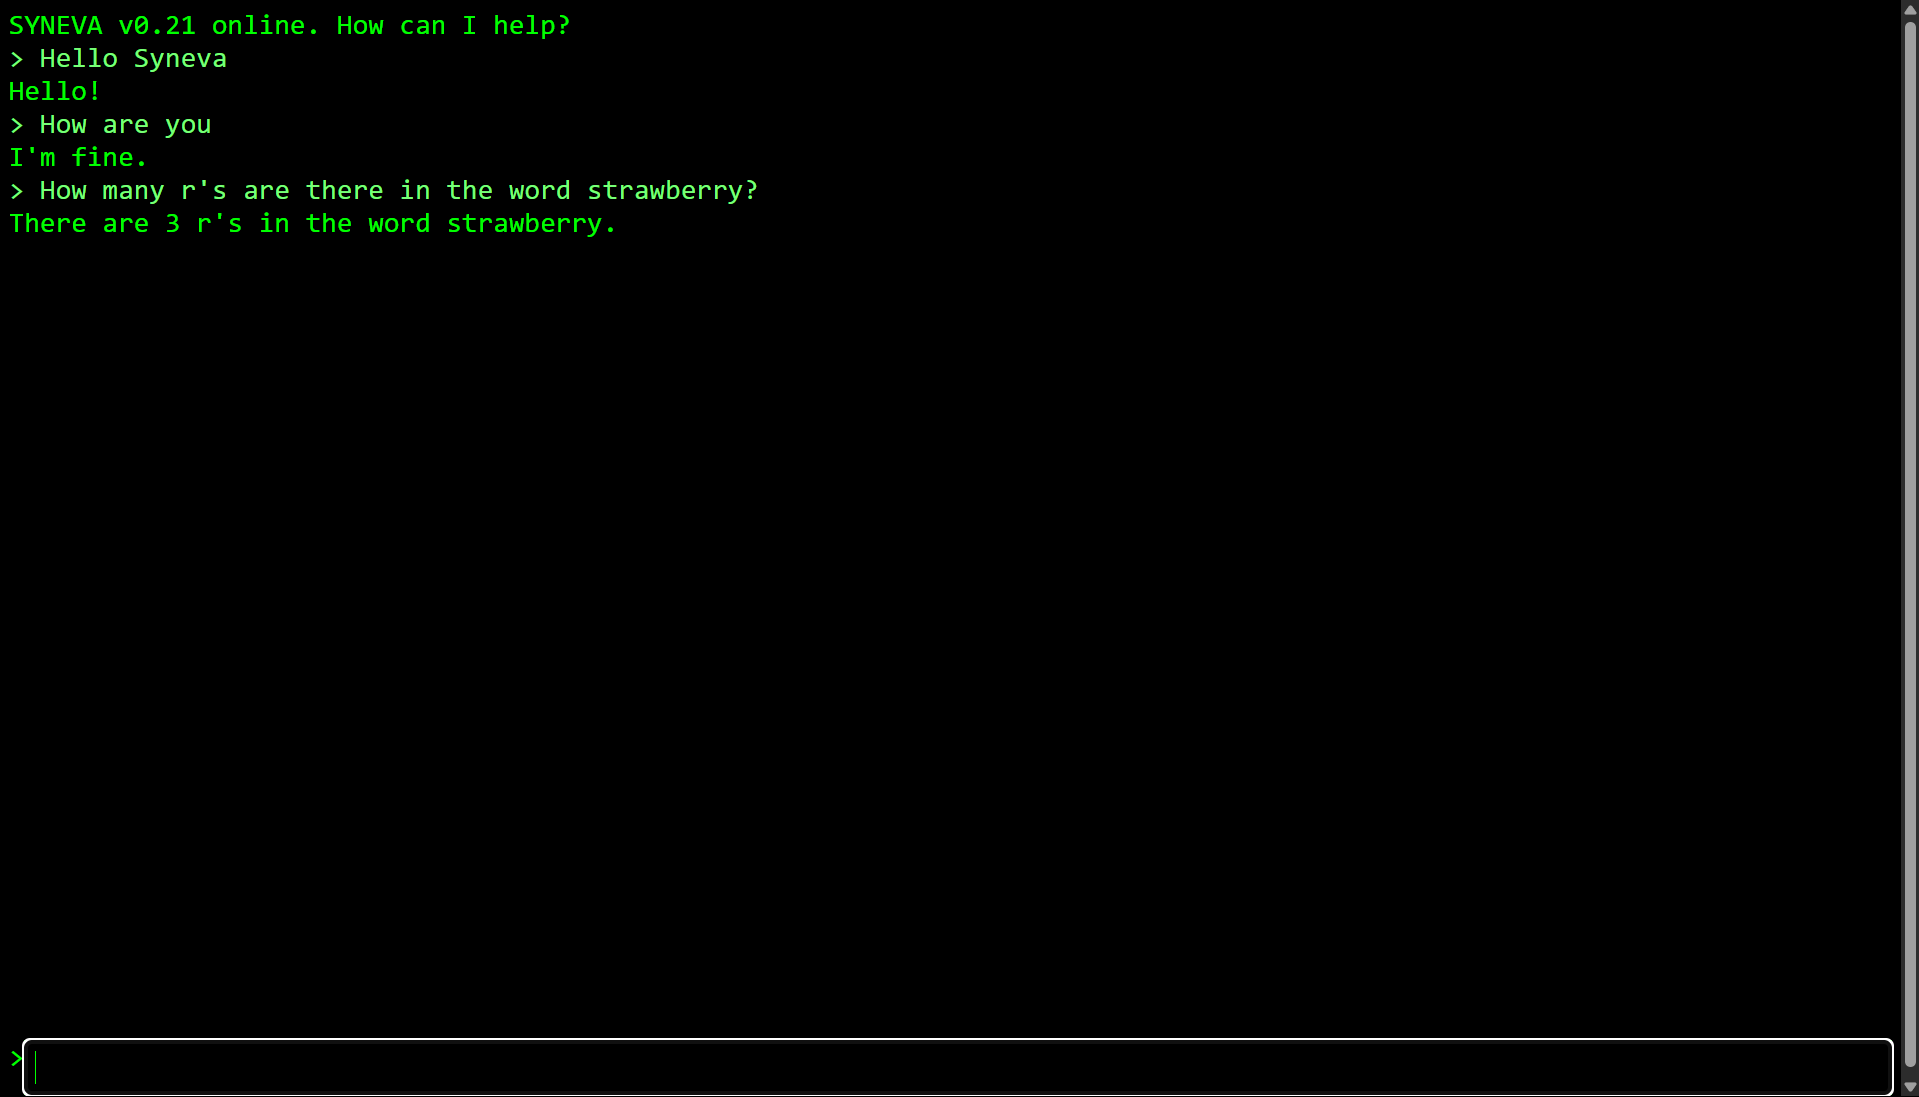 SYNEVA v0.21 online. How can I help?
> Hello Syneva
Hello!
> How are you
I'm fine.
> How many r's are there in the word strawberry?
There are 3 r's in the word strawberry.
>